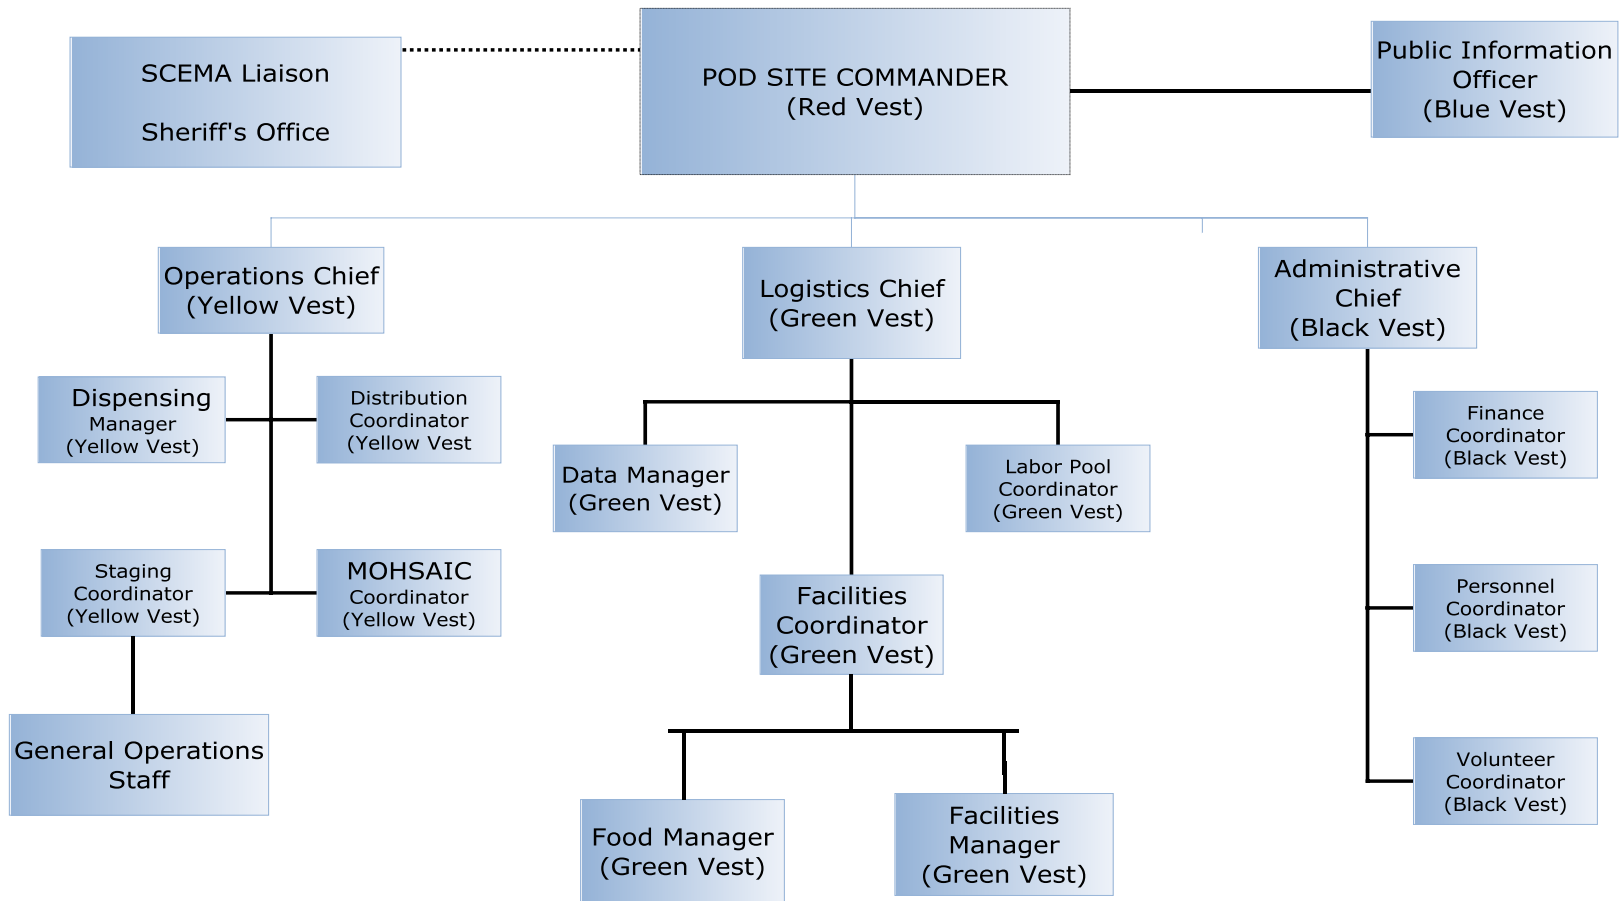 SCEMA Liaison
Sheriff's Office
POD SITE COMMANDER
(Red Vest)
Public Information
Officer
(Blue Vest)
Operations Chief
(Yellow Vest)
Logistics Chief
(Green Vest)
Administrative
Chief
(Black Vest)
Dispensing
Manager
(Yellow Vest)
Distribution
Coordinator
(Yellow Vest
Data Manager
(Green Vest)
Labor Pool
Coordinator
(Green Vest)
Finance
Coordinator
(Black Vest)
Staging
Coordinator
(Yellow Vest)
MOHSAIC
Coordinator
(Yellow Vest)
Facilities
Coordinator
(Green Vest)
Personnel
Coordinator
(Black Vest)
General Operations
Staff
Food Manager
(Green Vest)
Facilities
Manager
(Green Vest)
Volunteer
Coordinator
(Black Vest)